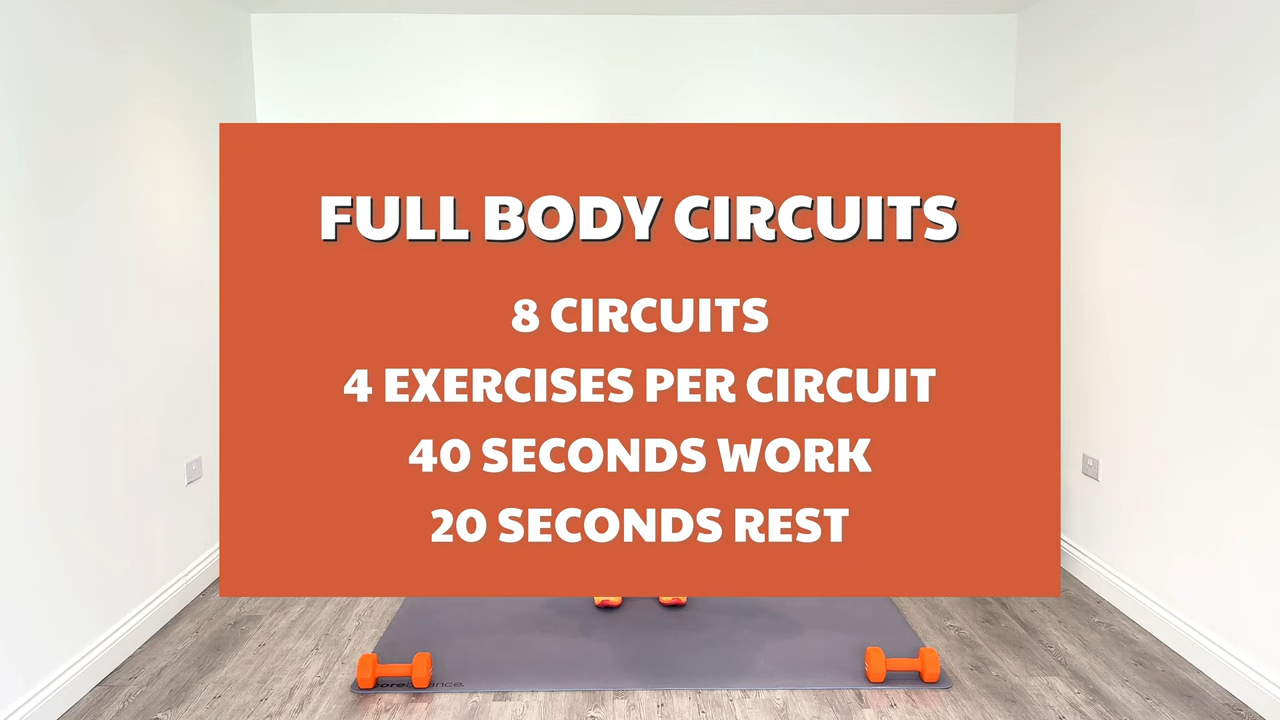 FULL BODY CIRCUITS
8 CIRCUITS
4 EXERCISES PER CIRCUIT
40 SECONDS WORK
20 SECONDS REST